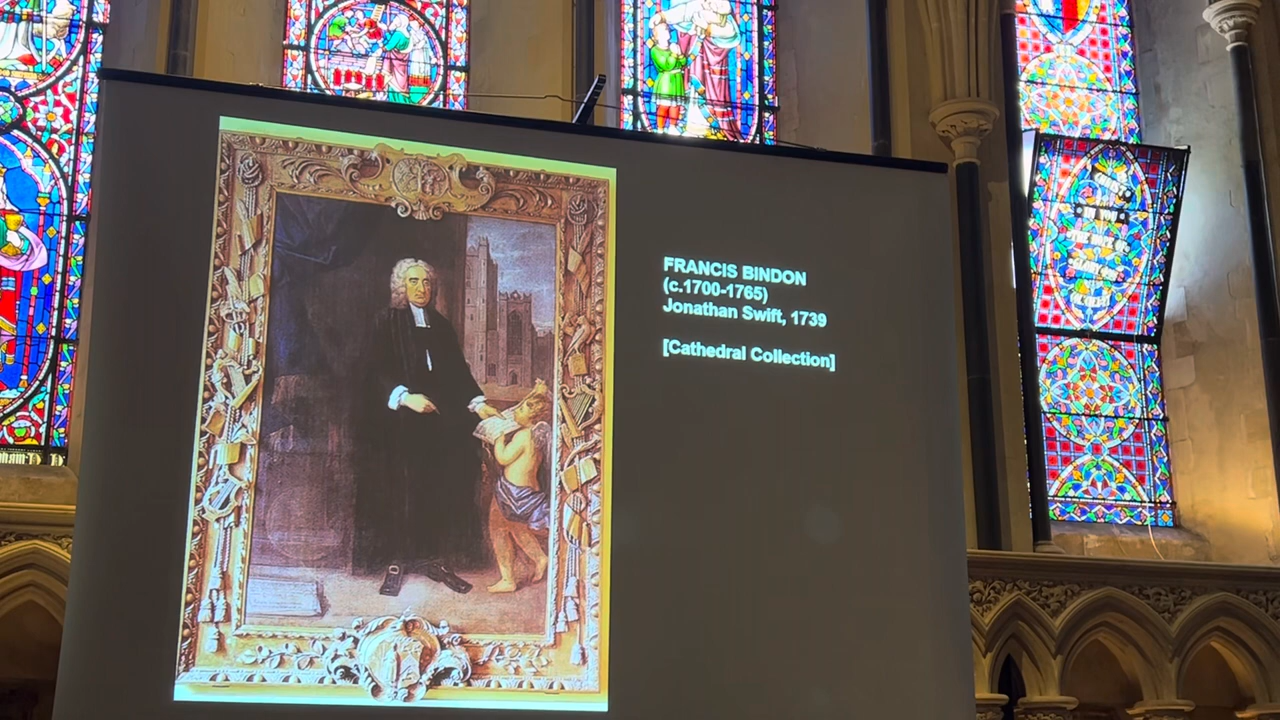 FRANCIS BINDON
(c.1700-1765)
Jonathan Swift, 1739
[Cathedral Collection]